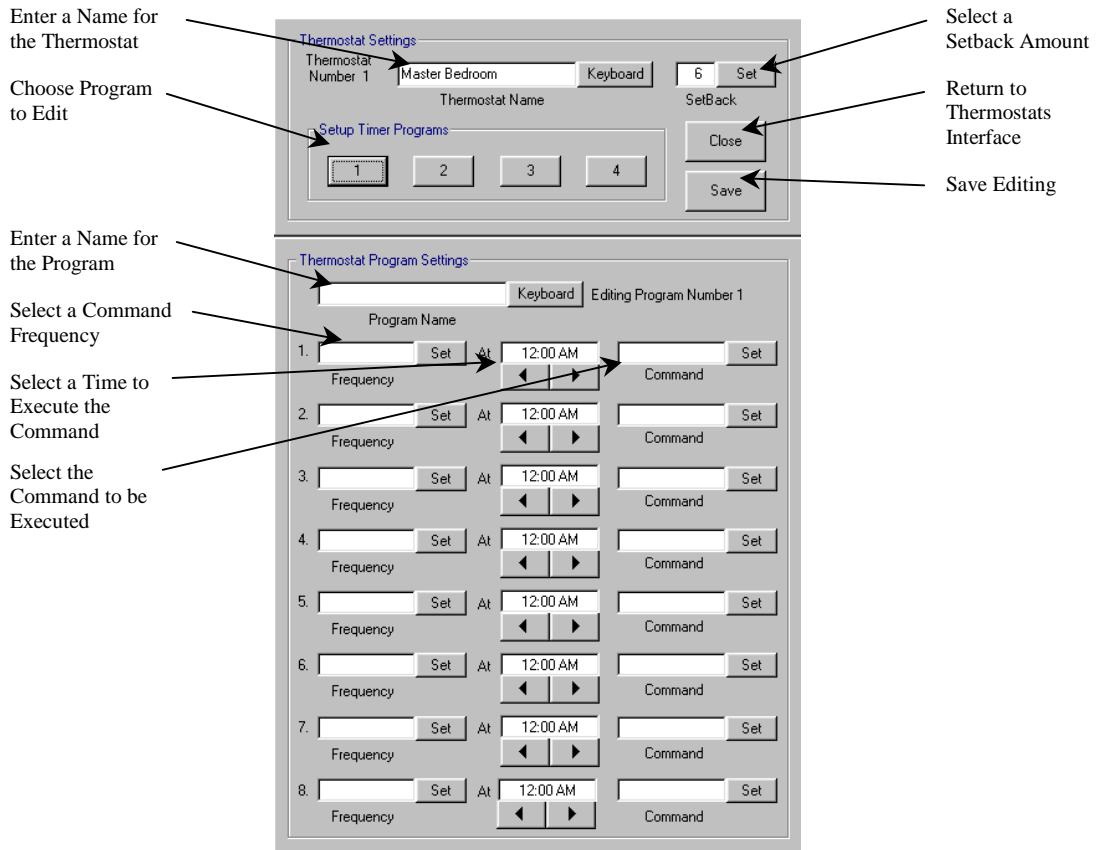 Enter a Name for
the Thermostat
Choose Program
to Edit
Thermostat Settings
Thermostat
Number 1
Master Bedroom
Keyboard
6
Set
Thermostat Name
SetBack
Setup Timer Programs
1
2
3
4
Close
Save
Select a
Setback Amount
Return to
Thermostats
Interface
Save Editing
Enter a Name for
the Program
Select a Command
Frequency
Select a Time to
Execute the
Command
Select the
Command to be
Executed
Thermostat Program Settings
Keyboard
Editing Program Number 1
Program Name
1. Set At 12:00 AM Set
Frequency Command
2. Set At 12:00 AM Set
Frequency Command
3. Set At 12:00 AM Set
Frequency Command
4. Set At 12:00 AM Set
Frequency Command
5. Set At 12:00 AM Set
Frequency Command
6. Set At 12:00 AM Set
Frequency Command
7. Set At 12:00 AM Set
Frequency Command
8. Set At 12:00 AM Set
Frequency Command